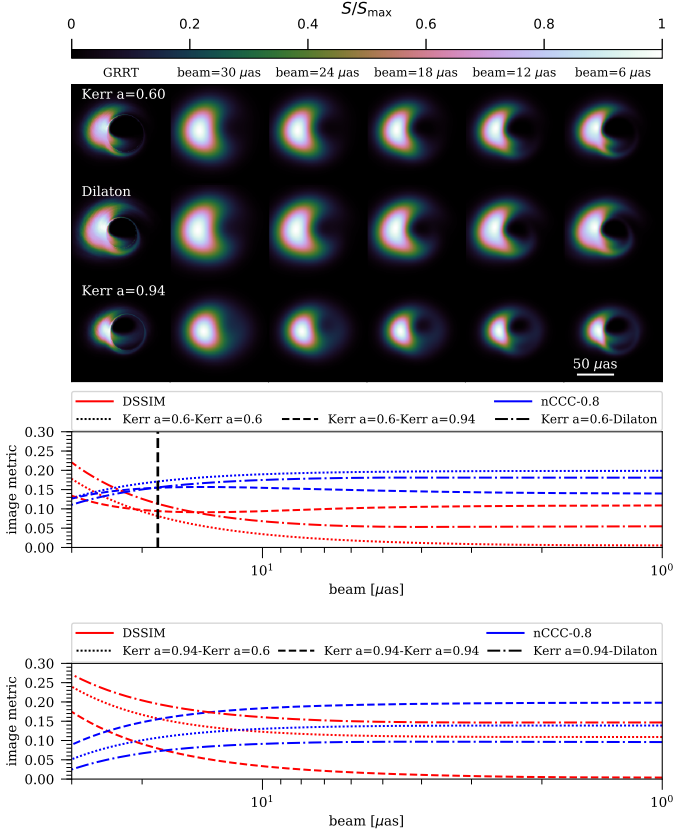 S/Smax
0 0.2 0.4 0.6 0.8 1
GRRT beam=30 μas beam=24 μas beam=18 μas beam=12 μas beam=6 μas
Kerr a=0.60
Dilaton
Kerr a=0.94
50 μas
DSSIM nCCC-0.8
Kerr a=0.6-Kerr a=0.6 Kerr a=0.6-Kerr a=0.94 Kerr a=0.6-Dilaton
image metric
0.30
0.25
0.20
0.15
0.10
0.05
0.00
10¹ 10⁰
beam [μas]
DSSIM nCCC-0.8
Kerr a=0.94-Kerr a=0.6 Kerr a=0.94-Kerr a=0.94 Kerr a=0.94-Dilaton
image metric
0.30
0.25
0.20
0.15
0.10
0.05
0.00
10¹ 10⁰
beam [μas]